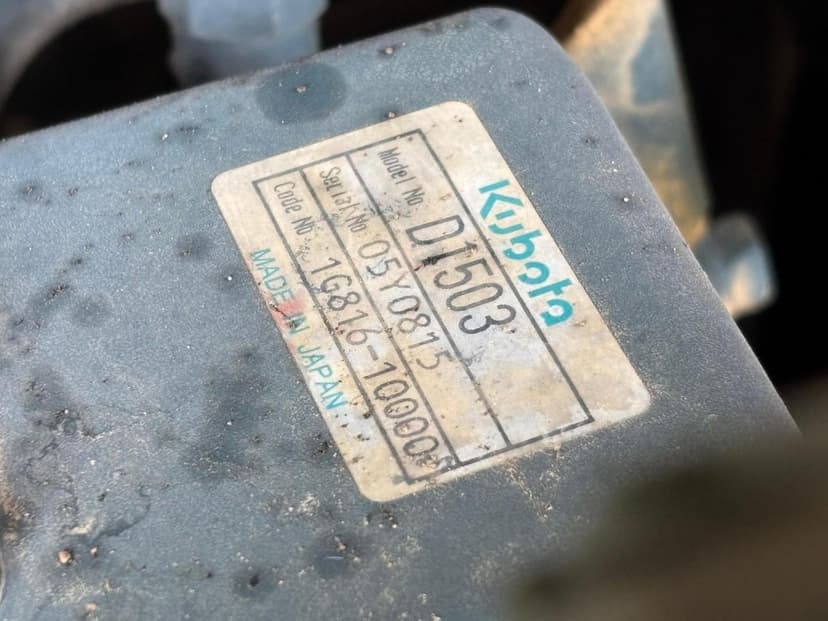 Kubota
Model No. D1503
Serial No. 05Y0815
Code No. 1G816-10000
MADE IN JAPAN